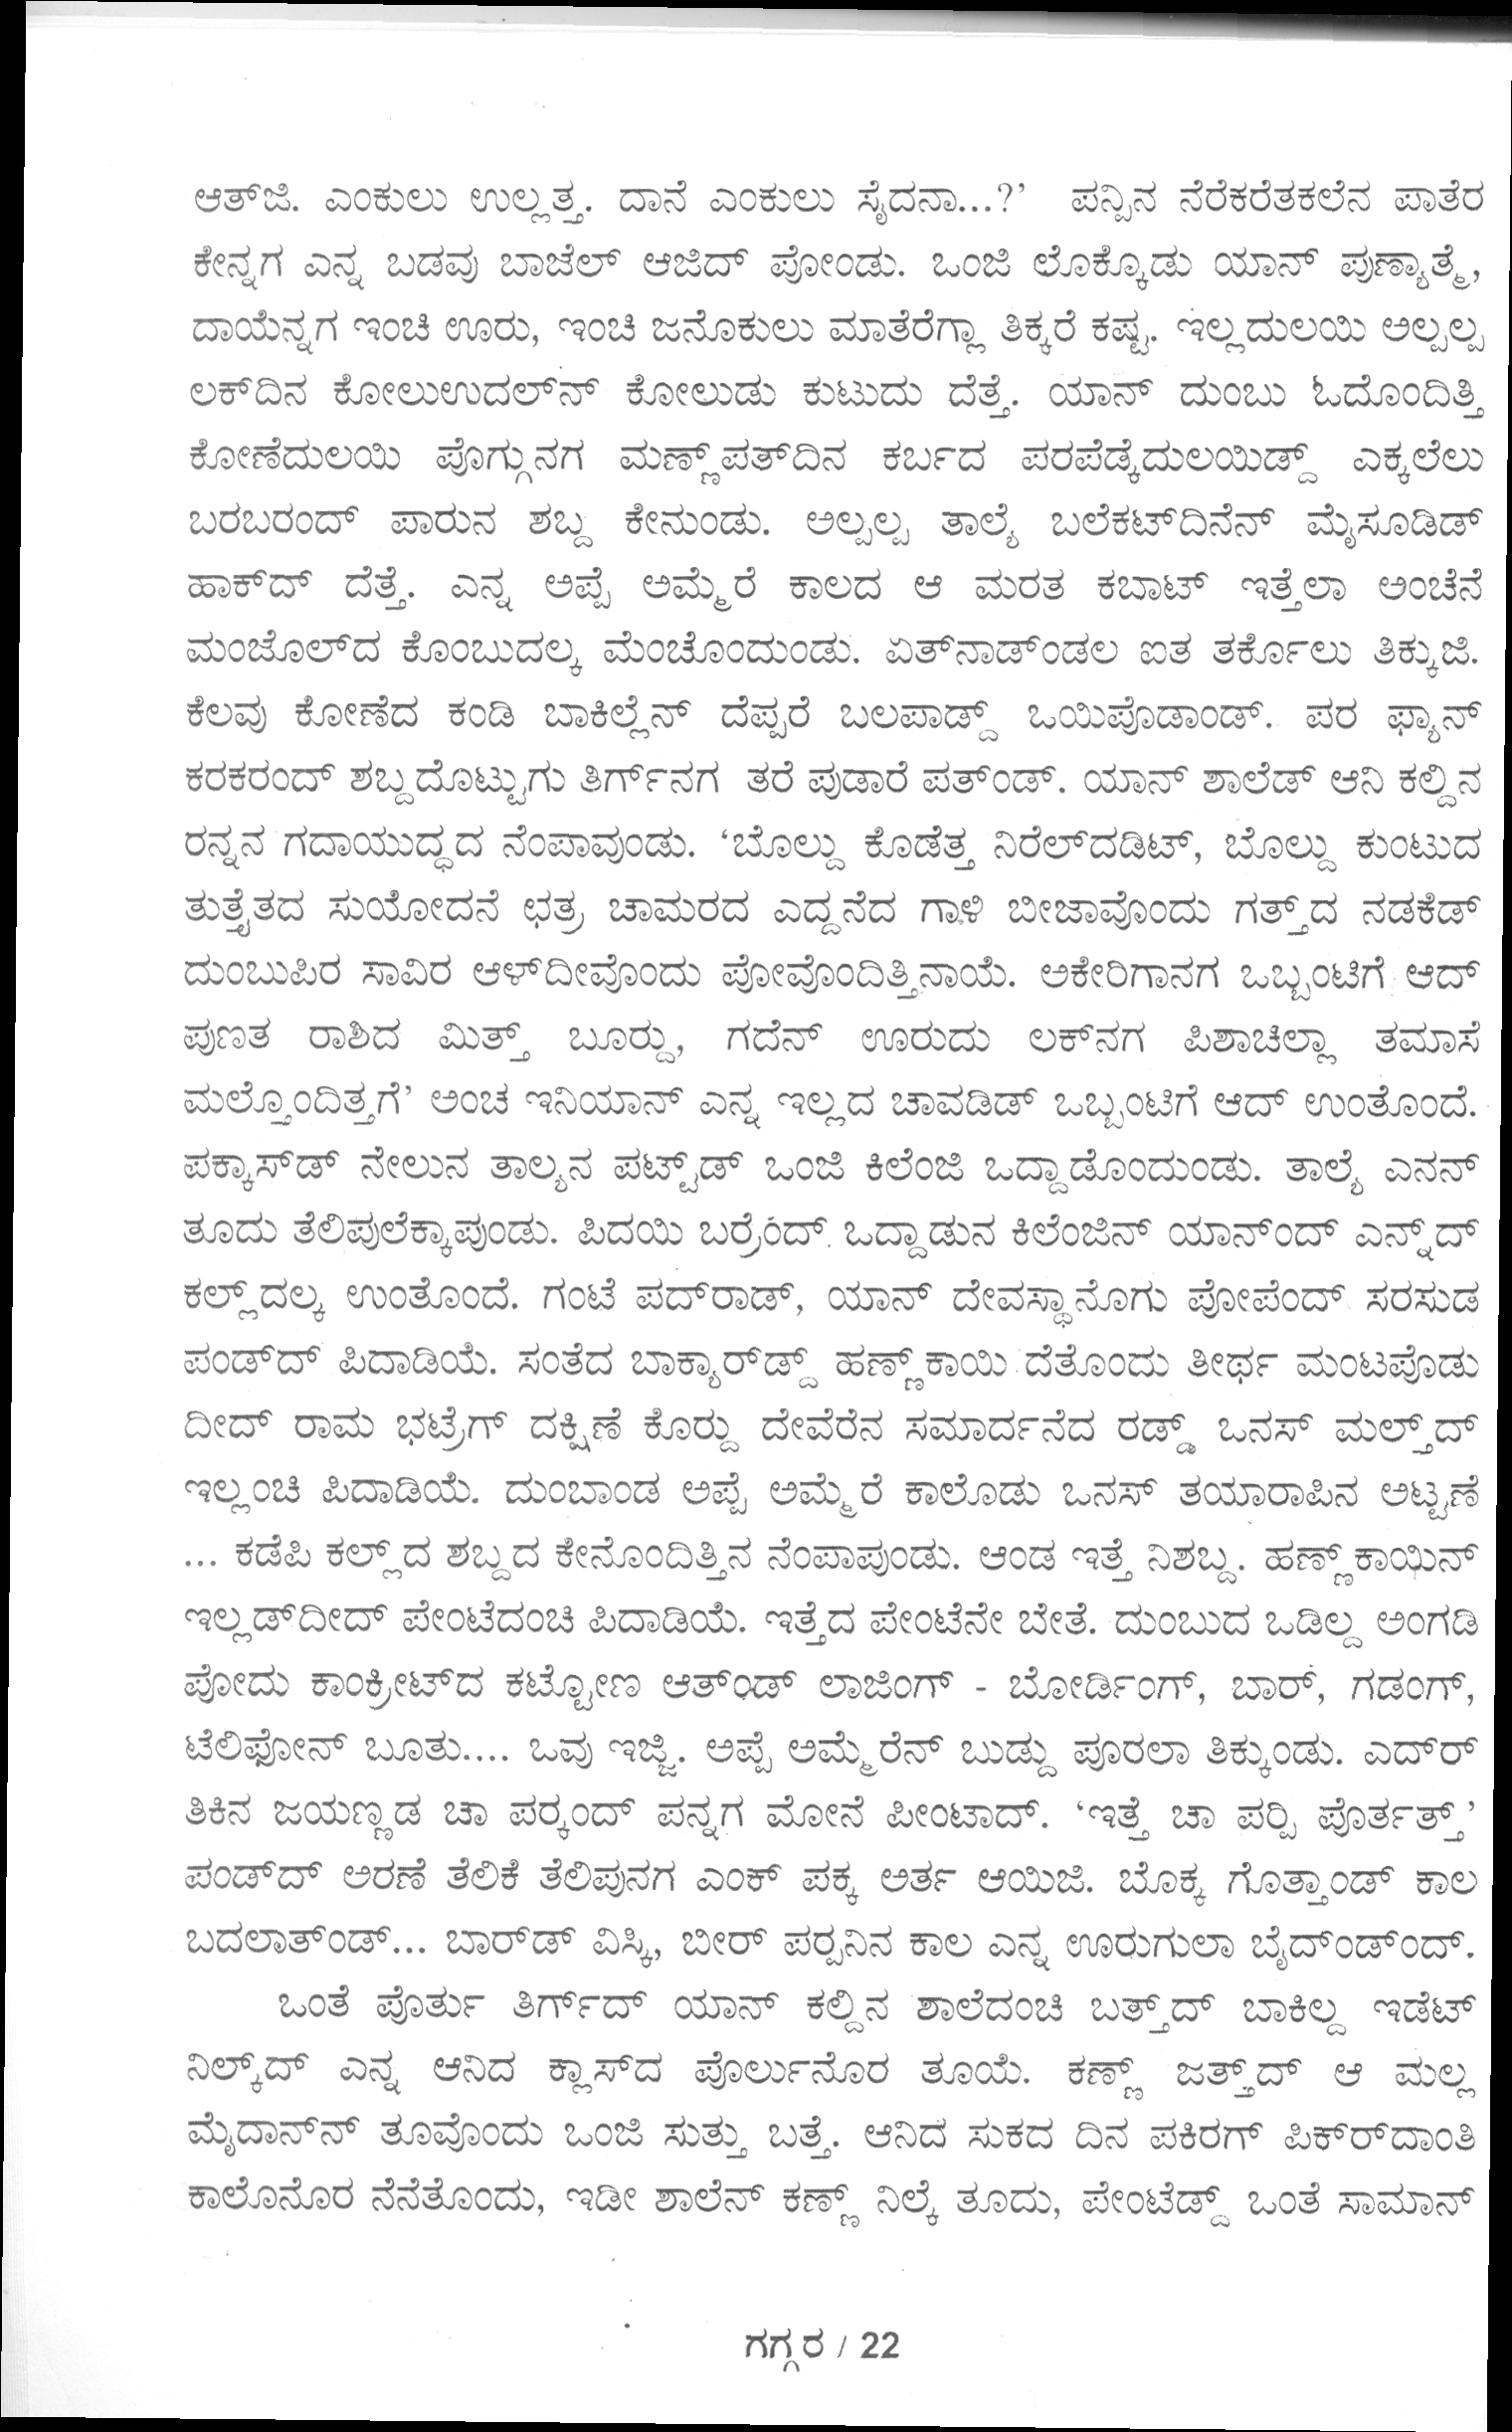 ಆತ್‌ಜಿ. ಎಂಕುಲು ಉಲ್ಲತ್ತ. ದಾನೆ ಎಂಕುಲು ಸೈದನಾ...?’ ಪನ್ಪಿನ ನೆರೆಕರೆತಕಲೆನ ಪಾತೆರ
ಕೇನ್ನಗ ಎನ್ನ ಬಡವು ಬಾಜೆಲ್ ಆಜಿದ್ ಪೋಂಡು. ಒಂಜಿ ಲೊಕ್ಕೊಡು ಯಾನ್ ಪುಣ್ಯಾತ್ಮೆ,
ದಾಯೆನ್ನಗ ಇಂಚಿ ಊರು, ಇಂಚಿ ಜನೊಕುಲು ಮಾತೆರೆಗ್ಲಾ ತಿಕ್ಕರೆ ಕಷ್ಟ. ಇಲ್ಲದುಲಯಿ ಅಲ್ಪಲ್ಪ
ಲಕ್‌ದಿನ ಕೋಲುಉದಲ್‌ನ್ ಕೋಲುಡು ಕುಟುದು ದೆತ್ತೆ. ಯಾನ್ ದುಂಬು ಓದೊಂದಿತ್ತಿ
ಕೋಣೆದುಲಯಿ ಪೊಗ್ಗುನಗ ಮಣ್ಣ್‌ಪತ್‌ದಿನ ಕರ್ಬದ ಪರಪೆಡ್ಕೆದುಲಯಿಡ್ದ್ ಎಕ್ಕಲೆಲು
ಬರಬರಂದ್ ಪಾರುನ ಶಬ್ದ ಕೇನುಂಡು. ಅಲ್ಪಲ್ಪ ತಾಲ್ಯೆ ಬಲೆಕಟ್‌ದಿನೆನ್ ಮೈಸೂಡಿಡ್
ಹಾಕ್‌ದ್ ದೆತ್ತೆ. ಎನ್ನ ಅಪ್ಪೆ ಅಮ್ಮೆರೆ ಕಾಲದ ಆ ಮರತ ಕಬಾಟ್ ಇತ್ತೆಲಾ ಅಂಚೆನೆ
ಮಂಜೊಲ್‌ದ ಕೊಂಬುದಲ್ಕ ಮೆಂಚೊಂದುಂಡು. ಏತ್‌ನಾಡ್‌ಂಡಲ ಐತ ತರ್ಕೊಲು ತಿಕ್ಕುಜಿ.
ಕೆಲವು ಕೋಣೆದ ಕಂಡಿ ಬಾಕಿಲ್ಲೆನ್ ದೆಪ್ಪರೆ ಬಲಪಾಡ್ದ್ ಒಯಿಪೊಡಾಂಡ್. ಪರ ಫ್ಯಾನ್
ಕರಕರಂದ್ ಶಬ್ದದೊಟ್ಟುಗು ತಿರ್ಗ್‌ನಗ ತರೆ ಪುಡಾರೆ ಪತ್‌ಂಡ್. ಯಾನ್ ಶಾಲೆಡ್ ಆನಿ ಕಲ್ದಿನ
ರನ್ನನ ಗದಾಯುದ್ಧದ ನೆಂಪಾವುಂಡು. ‘ಬೊಲ್ದು ಕೊಡೆತ್ತ ನಿರೆಲ್‌ದಡಿಟ್, ಬೊಲ್ದು ಕುಂಟುದ
ತುತ್ತೈತದ ಸುಯೋದನೆ ಛತ್ರ ಚಾಮರದ ಎದ್ದನೆದ ಗಾಳಿ ಬೀಜಾವೊಂದು ಗತ್ತ್‌ದ ನಡಕೆಡ್
ದುಂಬುಪಿರ ಸಾವಿರ ಆಳ್‌ದೀವೊಂದು ಪೋವೊಂದಿತ್ತಿನಾಯೆ. ಅಕೇರಿಗಾನಗ ಒಬ್ಬಂಟಿಗೆ ಆದ್
ಪುಣತ ರಾಶಿದ ಮಿತ್ತ್ ಬೂರ್‍ದು, ಗದೆನ್ ಊರುದು ಲಕ್‌ನಗ ಪಿಶಾಚಿಲ್ಲಾ ತಮಾಸೆ
ಮಲ್ತೊಂದಿತ್ತಗೆ’ ಅಂಚ ಇನಿಯಾನ್ ಎನ್ನ ಇಲ್ಲದ ಚಾವಡಿಡ್ ಒಬ್ಬಂಟಿಗೆ ಆದ್ ಉಂತೊಂದೆ.
ಪಕ್ಕಾಸ್‌ಡ್ ನೇಲುನ ತಾಲ್ಯನ ಪಟ್ಟ್‌ಡ್ ಒಂಜಿ ಕಿಲೆಂಜಿ ಒದ್ದಾಡೊಂದುಂಡು. ತಾಲ್ಯೆ ಎನನ್
ತೂದು ತೆಲಿಪುಲೆಕ್ಕಾಪುಂಡು. ಪಿದಯಿ ಬರ್‍ರೆಂದ್ ಒದ್ದಾಡುನ ಕಿಲೆಂಜಿನ್ ಯಾನ್‌ಂದ್ ಎನ್ನ್‌ದ್
ಕಲ್ಲ್‌ದಲ್ಕ ಉಂತೊಂದೆ. ಗಂಟೆ ಪದ್‌ರಾಡ್, ಯಾನ್ ದೇವಸ್ಥಾನೊಗು ಪೋಪೆಂದ್ ಸರಸುಡ
ಪಂಡ್‌ದ್ ಪಿದಾಡಿಯೆ. ಸಂತೆದ ಬಾಕ್ಯಾರ್‌ಡ್ದ್ ಹಣ್ಣ್‌ಕಾಯಿ ದೆತೊಂದು ತೀರ್ಥ ಮಂಟಪೊಡು
ದೀದ್ ರಾಮ ಭಟ್ರೆಗ್ ದಕ್ಷಿಣೆ ಕೊರ್‍ದು ದೇವೆರೆನ ಸಮಾರ್ದನೆದ ರಡ್ಡ್ ಒನಸ್ ಮಲ್ತ್‌ದ್
ಇಲ್ಲಂಚಿ ಪಿದಾಡಿಯೆ. ದುಂಬಾಂಡ ಅಪ್ಪೆ ಅಮ್ಮೆರೆ ಕಾಲೊಡು ಒನಸ್ ತಯಾರಾಪಿನ ಅಟ್ಟಣೆ
... ಕಡೆಪಿ ಕಲ್ಲ್‌ದ ಶಬ್ದದ ಕೇನೊಂದಿತ್ತಿನ ನೆಂಪಾಪುಂಡು. ಆಂಡ ಇತ್ತೆ ನಿಶಬ್ದ. ಹಣ್ಣ್‌ಕಾಯಿನ್
ಇಲ್ಲಡ್‌ದೀದ್ ಪೇಂಟೆದಂಚಿ ಪಿದಾಡಿಯೆ. ಇತ್ತೆದ ಪೇಂಟೆನೇ ಬೇತೆ. ದುಂಬುದ ಒಡಿಲ್ದ ಅಂಗಡಿ
ಪೋದು ಕಾಂಕ್ರೀಟ್‌ದ ಕಟ್ಟೋಣ ಆತ್‌ಂಡ್ ಲಾಜಿಂಗ್ - ಬೋರ್ಡಿಂಗ್, ಬಾರ್, ಗಡಂಗ್,
ಟೆಲಿಫೋನ್ ಬೂತು.... ಒವು ಇಜ್ಜಿ. ಅಪ್ಪೆ ಅಮ್ಮೆರೆನ್ ಬುಡ್ದು ಪೂರಲಾ ತಿಕ್ಕುಂಡು. ಎದ್‌ರ್
ತಿಕಿನ ಜಯಣ್ಣಡ ಚಾ ಪರ್‍ಕಂದ್ ಪನ್ನಗ ಮೋನೆ ಪೀಂಟಾದ್. ‘ಇತ್ತೆ ಚಾ ಪರ್‍ಪಿ ಪೊರ್ತತ್ತ್’
ಪಂಡ್‌ದ್ ಅರಣೆ ತೆಲಿಕೆ ತೆಲಿಪುನಗ ಎಂಕ್ ಪಕ್ಕ ಅರ್ತ ಆಯಿಜಿ. ಬೊಕ್ಕ ಗೊತ್ತಾಂಡ್ ಕಾಲ
ಬದಲಾತ್‌ಂಡ್... ಬಾರ್‌ಡ್ ವಿಸ್ಕಿ, ಬೀರ್ ಪರ್‍ಪನಿನ ಕಾಲ ಎನ್ನ ಊರುಗುಲಾ ಬೈದ್‌ಂಡ್‌ಂದ್.
ಒಂತೆ ಪೊರ್ತು ತಿರ್ಗ್‌ದ್ ಯಾನ್ ಕಲ್ದಿನ ಶಾಲೆದಂಚಿ ಬತ್ತ್‌ದ್ ಬಾಕಿಲ್ದ ಇಡೆಟ್
ನಿಲ್ಕ್‌ದ್ ಎನ್ನ ಆನಿದ ಕ್ಲಾಸ್‌ದ ಪೊರ್ಲುನೊರ ತೂಯೆ. ಕಣ್ಣ್ ಜತ್ತ್‌ದ್ ಆ ಮಲ್ಲ
ಮೈದಾನ್‌ನ್ ತೂವೊಂದು ಒಂಜಿ ಸುತ್ತು ಬತ್ತೆ. ಆನಿದ ಸುಕದ ದಿನ ಪಕಿರಗ್ ಪಿಕ್‌ರ್‌ದಾಂತಿ
ಕಾಲೊನೊರ ನೆನೆತೊಂದು, ಇಡೀ ಶಾಲೆನ್ ಕಣ್ಣ್ ನಿಲ್ಕೆ ತೂದು, ಪೇಂಟೆಡ್ದ್ ಒಂತೆ ಸಾಮಾನ್
ಗಗ್ಗರ / 22